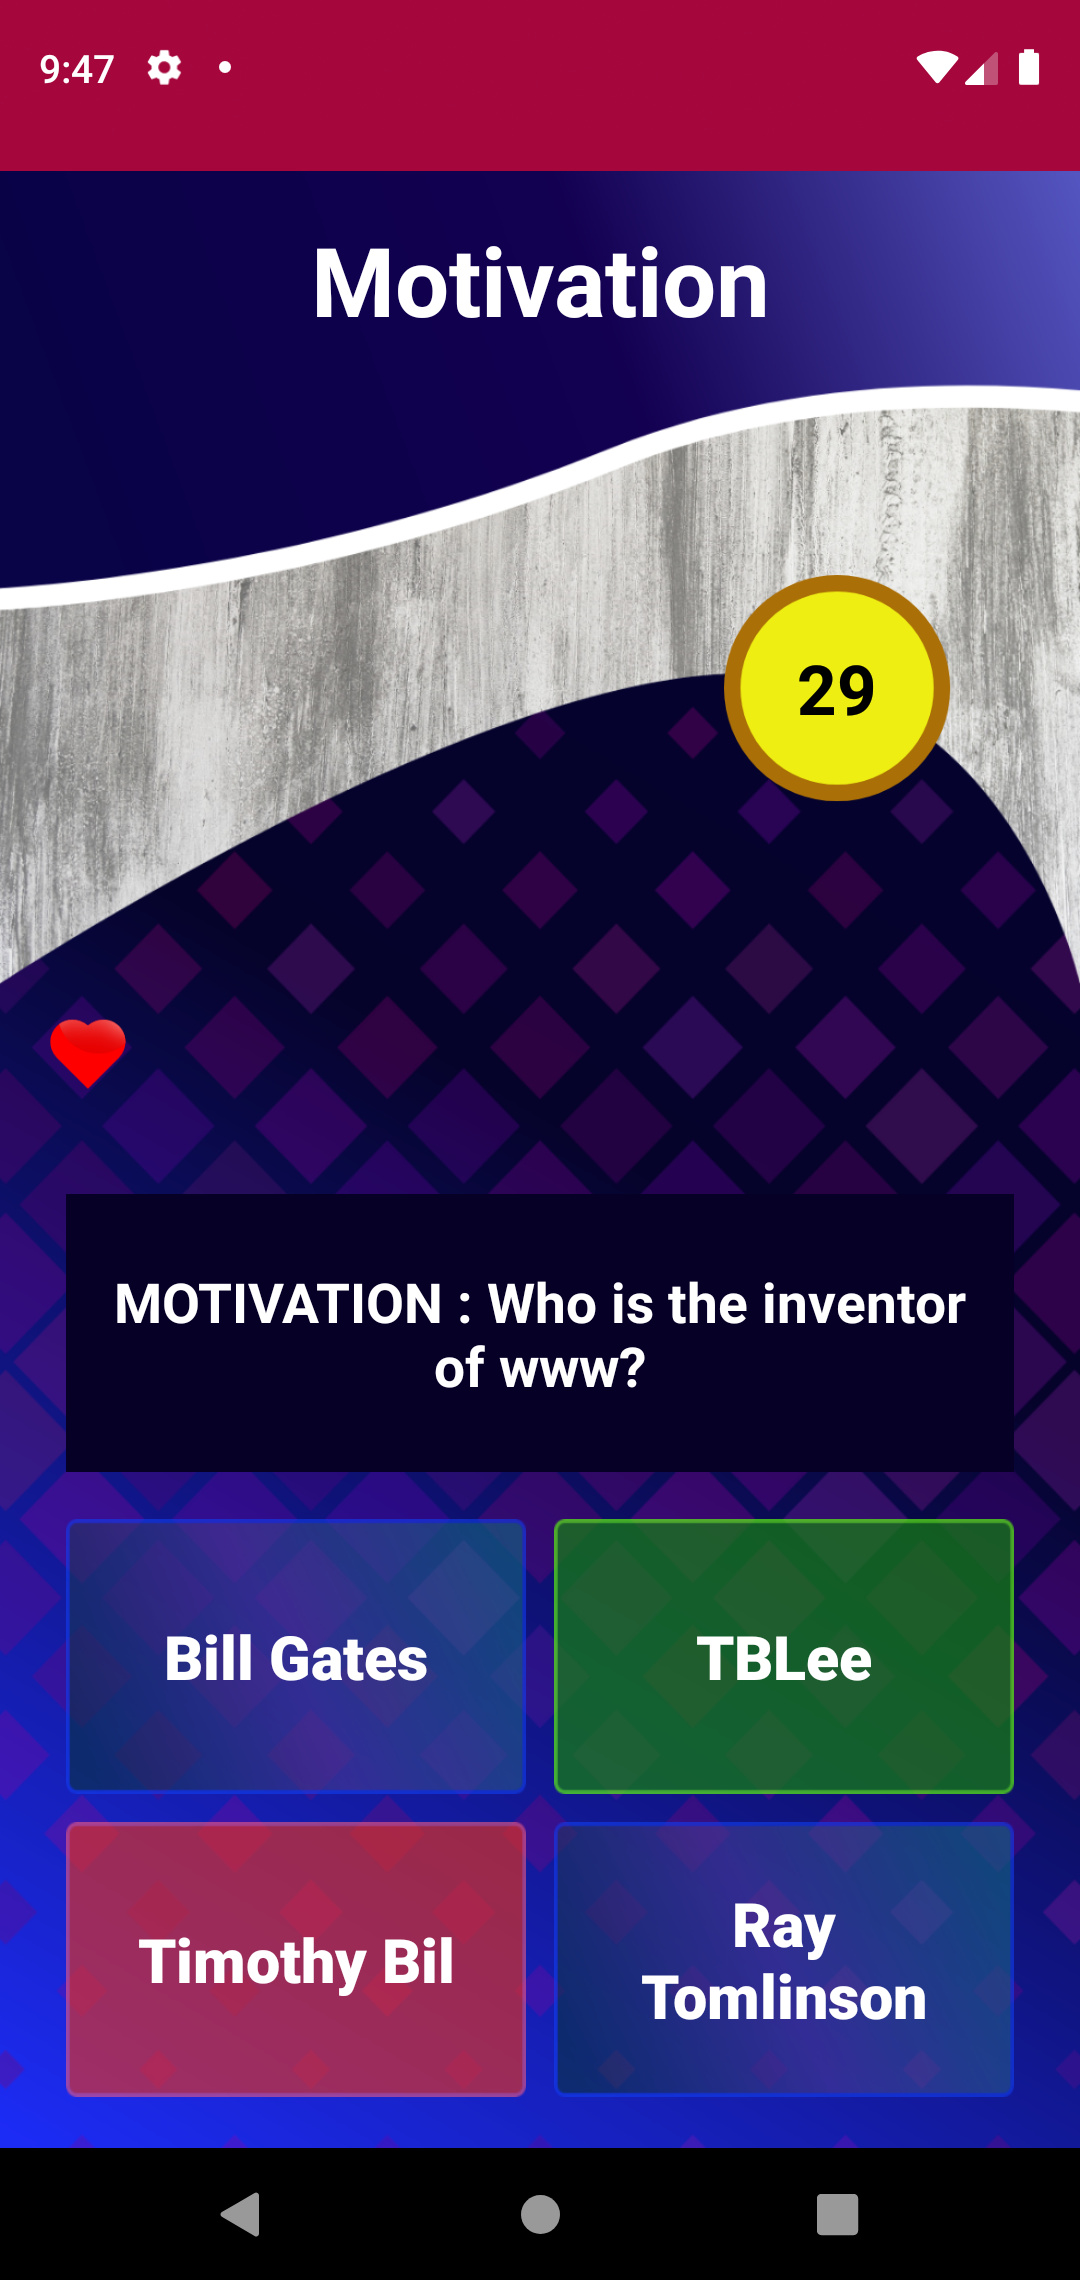 9:47
Motivation
29
MOTIVATION : Who is the inventor
of www?
Bill Gates
TBLee
Timothy Bil
Ray
Tomlinson